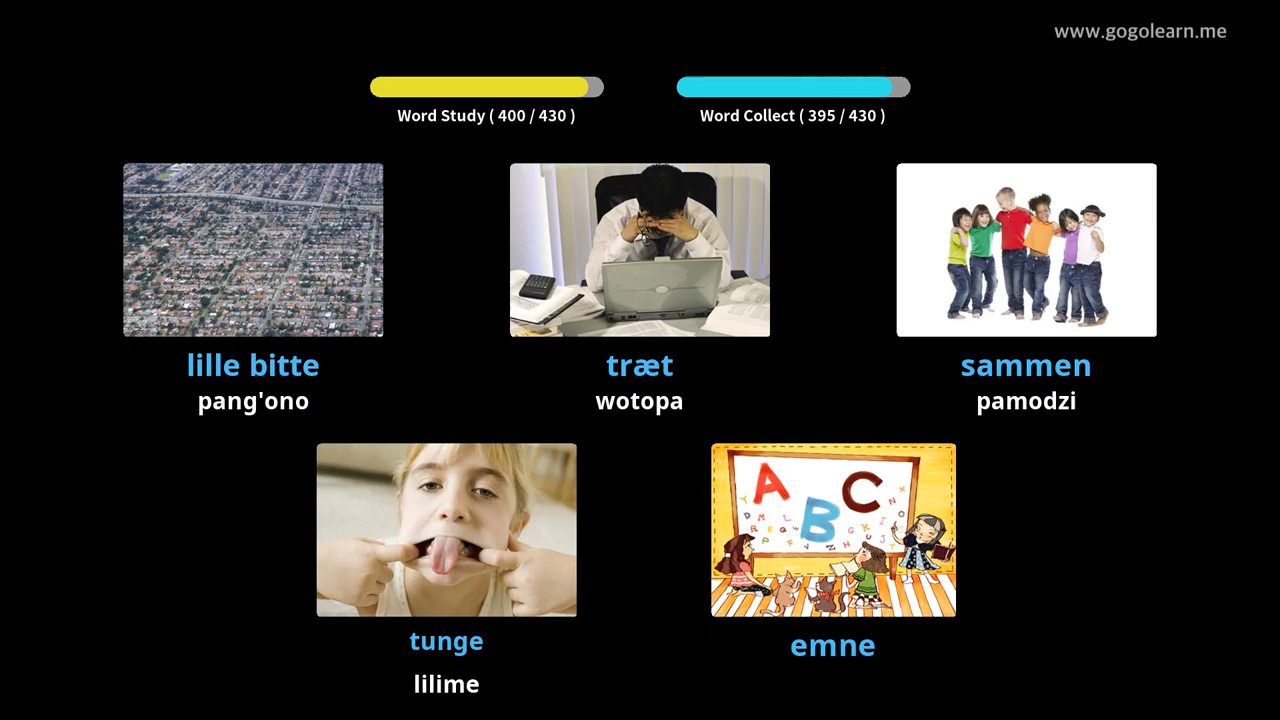 www.gogolearn.me
Word Study ( 400 / 430 )
Word Collect ( 395 / 430 )
lille bitte
pang'ono
træt
wotopa
sammen
pamodzi
A B C
tunge
lilime
emne